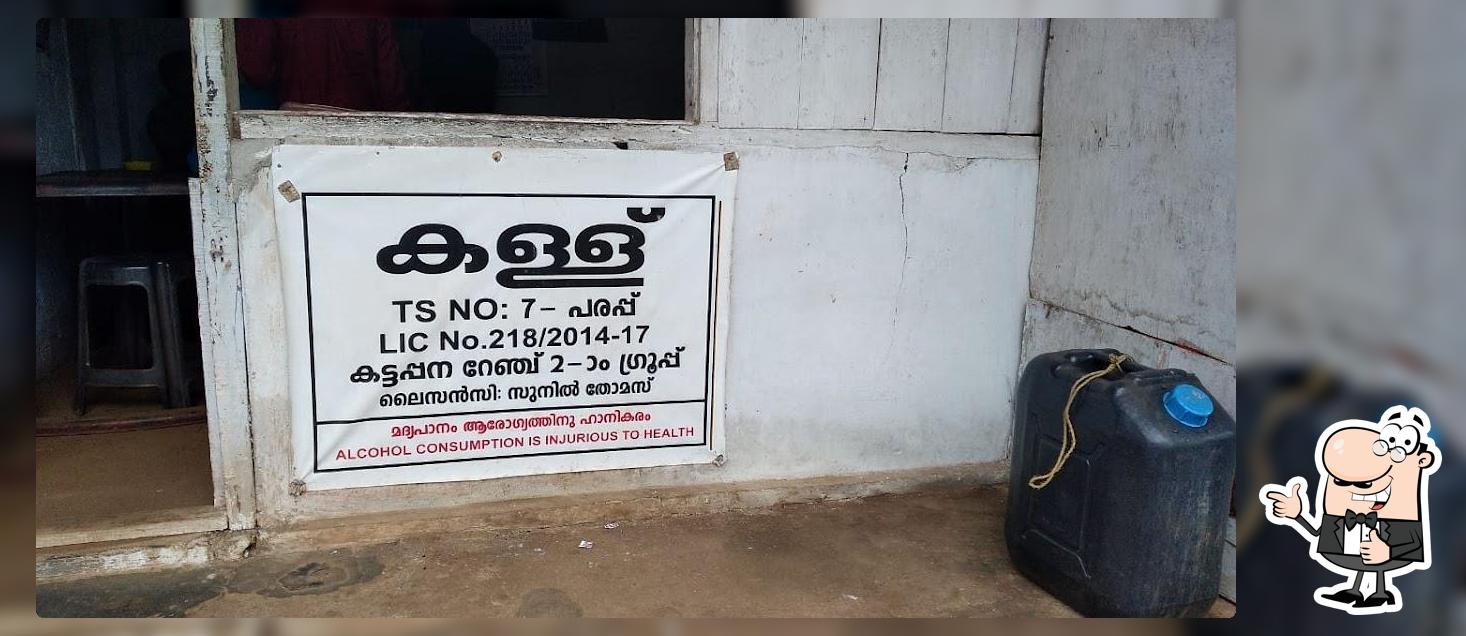 കള്ള്
TS NO: 7- പരപ്പ്
LIC No.218/2014-17
കട്ടപ്പന റേഞ്ച് 2-ാം ഗ്രൂപ്പ്
ലൈസൻസി: സുനിൽ തോമസ്
മദ്യപാനം ആരോഗ്യത്തിനു ഹാനികരം
ALCOHOL CONSUMPTION IS INJURIOUS TO HEALTH